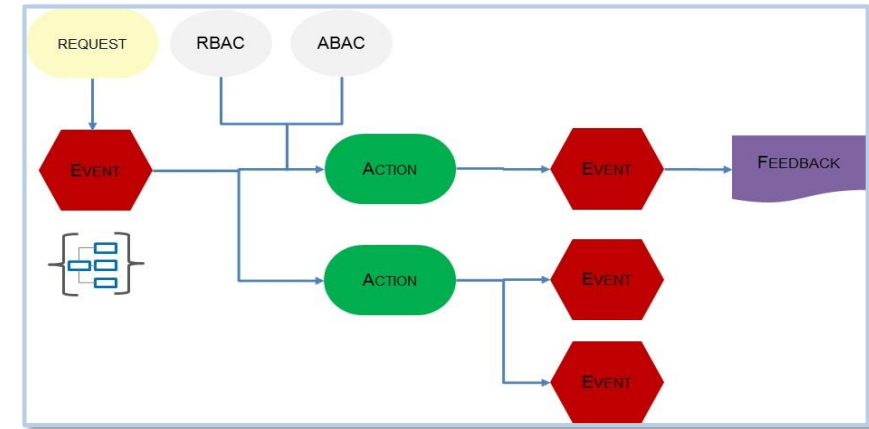 REQUEST
RBAC
ABAC
EVENT
ACTION
EVENT
FEEDBACK
ACTION
EVENT
EVENT